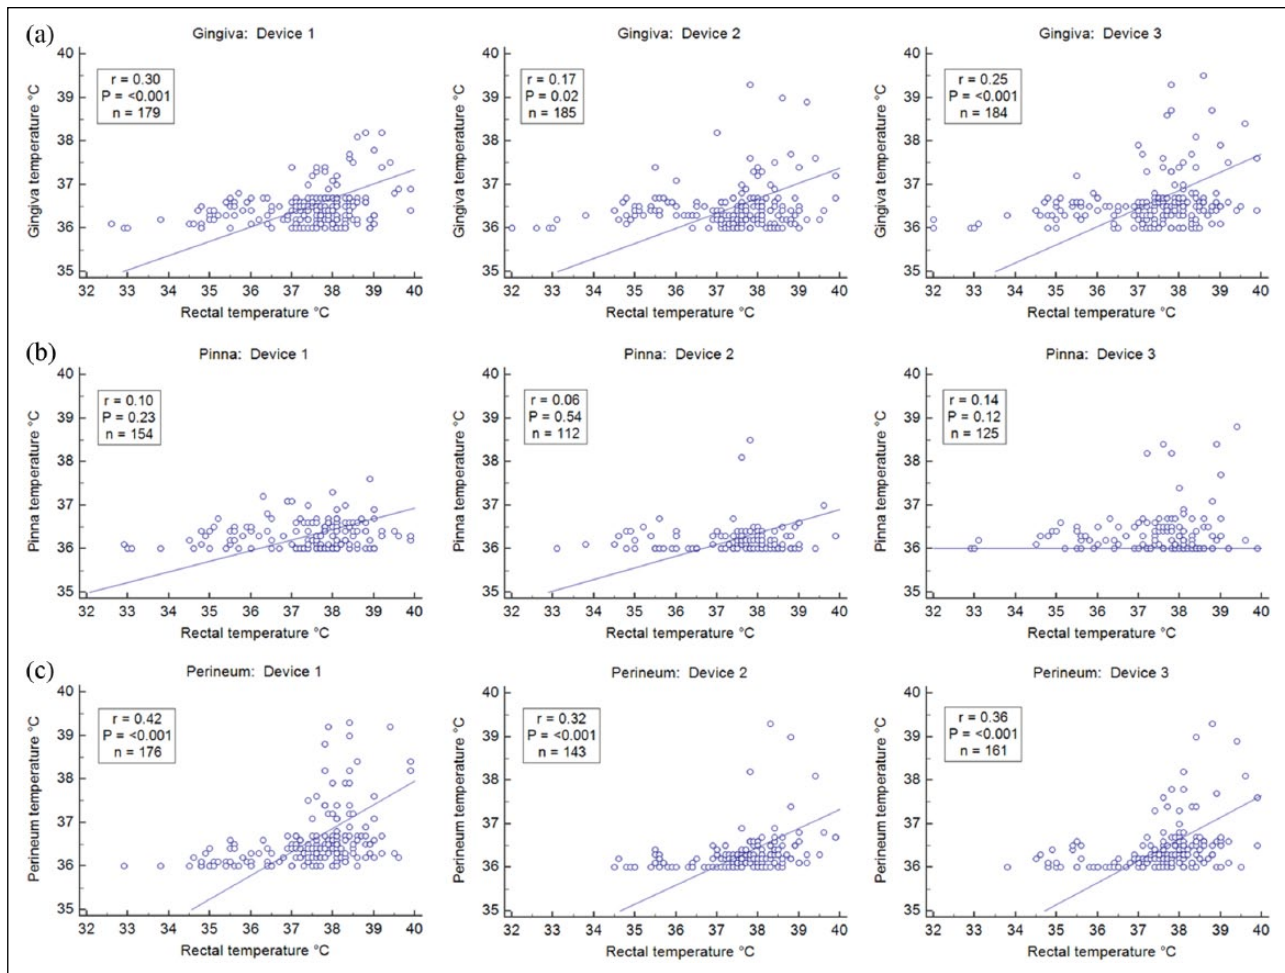 (a)
Gingiva: Device 1
r = 0.30
P = <0.001
n = 179
Gingiva temperature °C
40
39
38
37
36
35
32 33 34 35 36 37 38 39 40
Rectal temperature °C
Gingiva: Device 2
r = 0.17
P = 0.02
n = 185
Gingiva temperature °C
40
39
38
37
36
35
32 33 34 35 36 37 38 39 40
Rectal temperature °C
Gingiva: Device 3
r = 0.25
P = <0.001
n = 184
Gingiva temperature °C
40
39
38
37
36
35
32 33 34 35 36 37 38 39 40
Rectal temperature °C
(b)
Pinna: Device 1
r = 0.10
P = 0.23
n = 154
Pinna temperature °C
40
39
38
37
36
35
32 33 34 35 36 37 38 39 40
Rectal temperature °C
Pinna: Device 2
r = 0.06
P = 0.54
n = 112
Pinna temperature °C
40
39
38
37
36
35
32 33 34 35 36 37 38 39 40
Rectal temperature °C
Pinna: Device 3
r = 0.14
P = 0.12
n = 125
Pinna temperature °C
40
39
38
37
36
35
32 33 34 35 36 37 38 39 40
Rectal temperature °C
(c)
Perineum: Device 1
r = 0.42
P = <0.001
n = 176
Perineum temperature °C
40
39
38
37
36
35
32 33 34 35 36 37 38 39 40
Rectal temperature °C
Perineum: Device 2
r = 0.32
P = <0.001
n = 143
Perineum temperature °C
40
39
38
37
36
35
32 33 34 35 36 37 38 39 40
Rectal temperature °C
Perineum: Device 3
r = 0.36
P = <0.001
n = 161
Perineum temperature °C
40
39
38
37
36
35
32 33 34 35 36 37 38 39 40
Rectal temperature °C